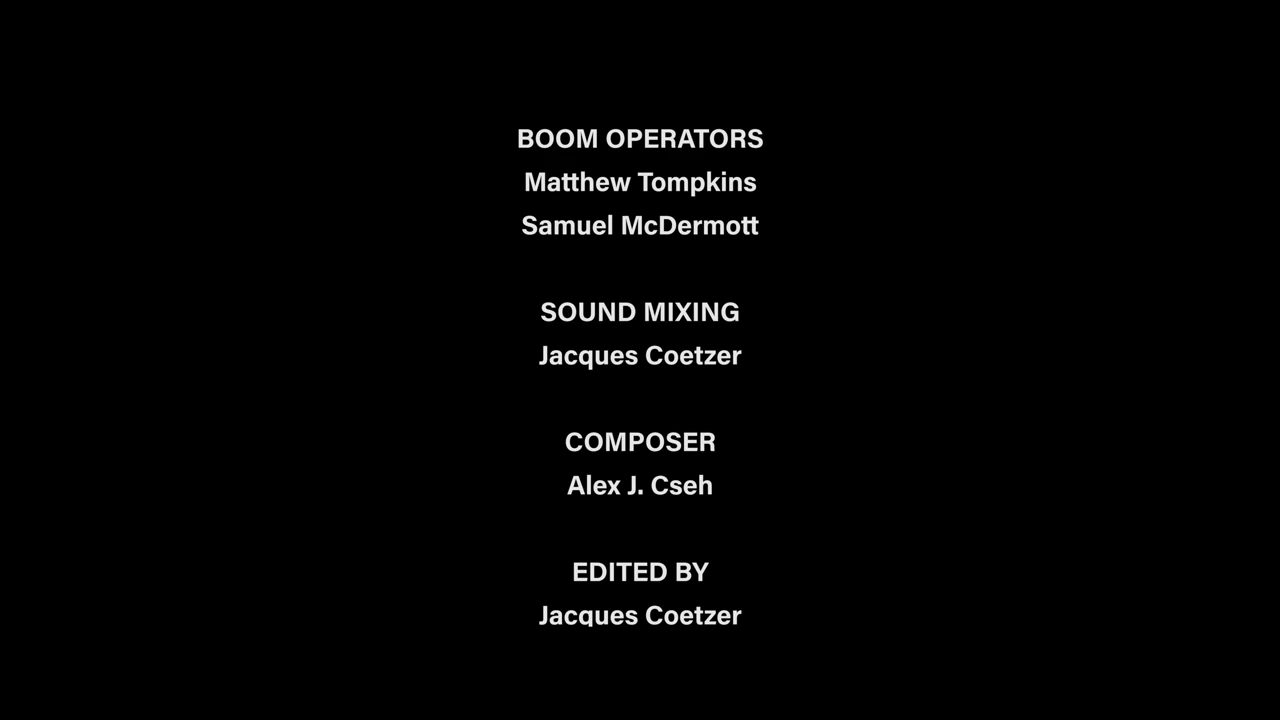 BOOM OPERATORS
Matthew Tompkins
Samuel McDermott
SOUND MIXING
Jacques Coetzer
COMPOSER
Alex J. Cseh
EDITED BY
Jacques Coetzer